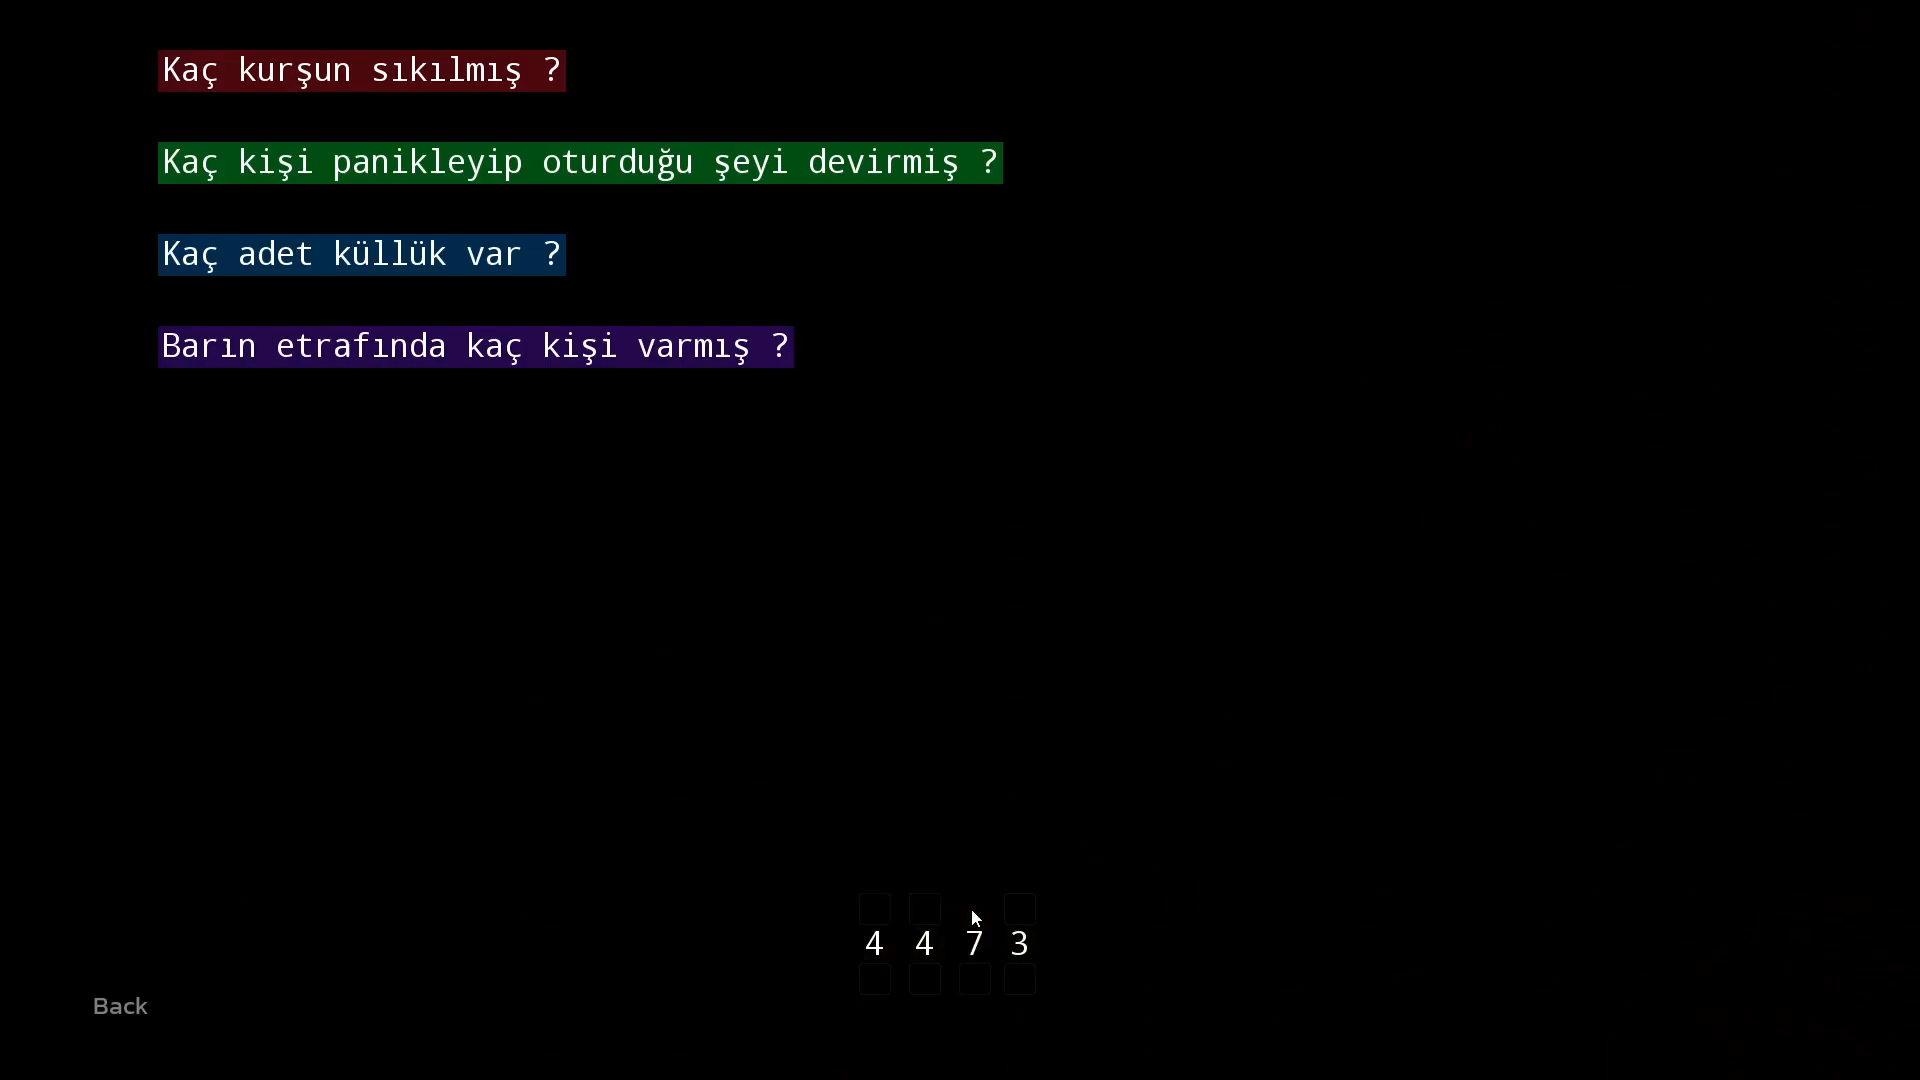 Kaç kurşun sıkılmış ?
Kaç kişi panikleyip oturduğu şeyi devirmiş ?
Kaç adet küllük var ?
Barın etrafında kaç kişi varmış ?
4 4 7 3
Back